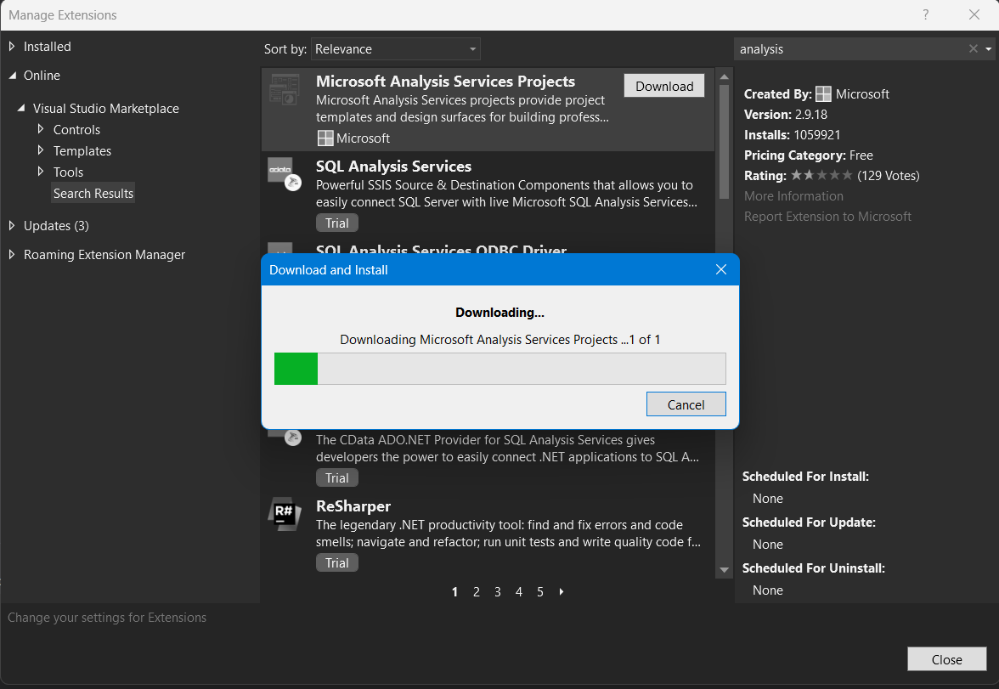 Manage Extensions
?
Installed
Online
Visual Studio Marketplace
Controls
Templates
Tools
Search Results
Updates (3)
Roaming Extension Manager
Sort by: Relevance
Microsoft Analysis Services Projects
Download
Microsoft Analysis Services projects provide project
templates and design surfaces for building profess...
Microsoft
adata
SQL Analysis Services
Powerful SSIS Source & Destination Components that allows you to
easily connect SQL Server with live Microsoft SQL Analysis Services...
Trial
SQL Analysis Services ODBC Driver
Download and Install
Downloading...
Downloading Microsoft Analysis Services Projects ...1 of 1
Cancel
The CData ADO.NET Provider for SQL Analysis Services gives
developers the power to easily connect .NET applications to SQL A...
Trial
R#
ReSharper
The legendary .NET productivity tool: find and fix errors and code
smells; navigate and refactor; run unit tests and write quality code f...
Trial
1 2 3 4 5
analysis
Created By: Microsoft
Version: 2.9.18
Installs: 1059921
Pricing Category: Free
Rating: (129 Votes)
More Information
Report Extension to Microsoft
Scheduled For Install:
None
Scheduled For Update:
None
Scheduled For Uninstall:
None
Change your settings for Extensions
Close